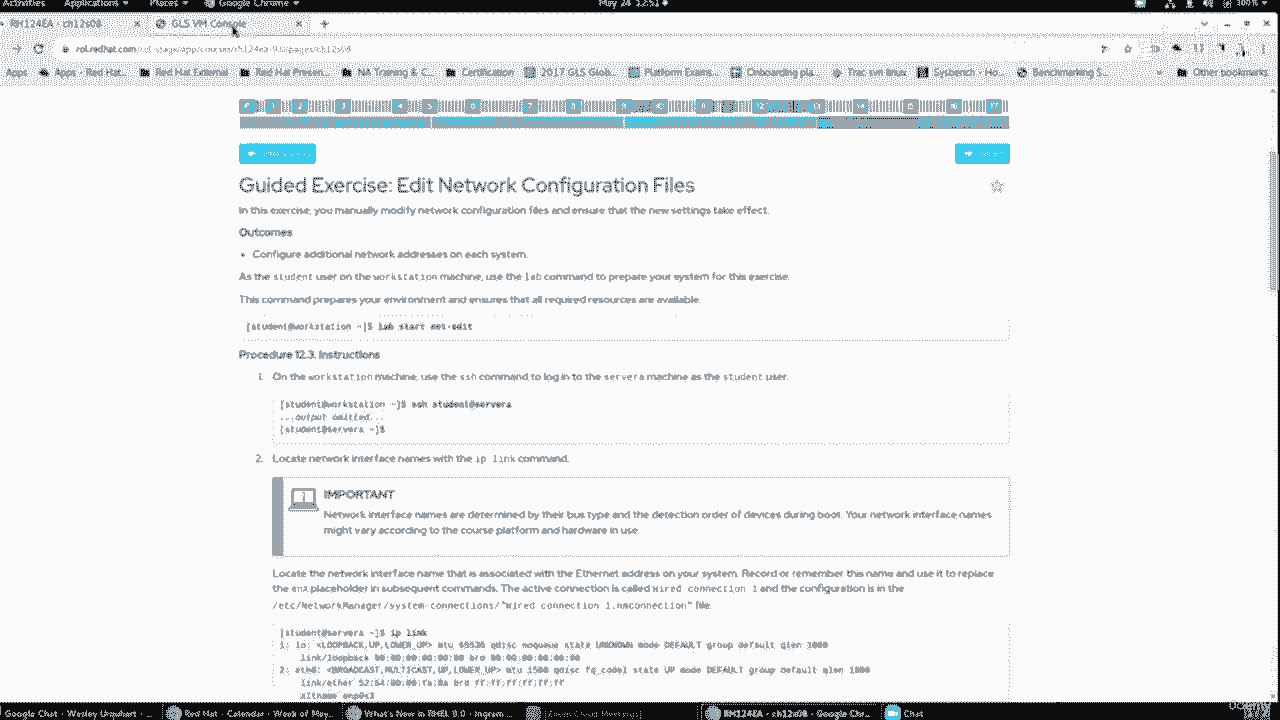 Activities Applications Places Google Chrome May 24 12:51
RH124EA - ch12s08 GLS VM Console
rol.redhat.com/rol-stage/app/courses/rh124ea-9.0/pages/ch12s08
Apps Apps - Red Hat... Red Hat External Red Hat Presen... NA Training & c... Certification 2017 GLS Glob... Platform Exams... Onboarding pla... Trac svn linux Sysbench - Ho... Benchmarking S... » Other bookmarks
Guided Exercise: Edit Network Configuration Files
In this exercise, you manually modify network configuration files and ensure that the new settings take effect.
Outcomes
• Configure additional network addresses on each system.
As the student user on the workstation machine, use the lab command to prepare your system for this exercise.
This command prepares your environment and ensures that all required resources are available.
[student@workstation ~]$ lab start net-edit
Procedure 12.3. Instructions
1. On the workstation machine, use the ssh command to log in to the servera machine as the student user.
[student@workstation ~]$ ssh student@servera
...output omitted...
[student@servera ~]$
2. Locate network interface names with the ip link command.
IMPORTANT
Network interface names are determined by their bus type and the detection order of devices during boot. Your network interface names
might vary according to the course platform and hardware in use.
Locate the network interface name that is associated with the Ethernet address on your system. Record or remember this name and use it to replace
the enX placeholder in subsequent commands. The active connection is called Wired connection 1 and the configuration is in the
/etc/NetworkManager/system-connections/"Wired connection 1.nmconnection" file.
[student@servera ~]$ ip link
1: lo: <LOOPBACK,UP,LOWER_UP> mtu 65536 qdisc noqueue state UNKNOWN mode DEFAULT group default qlen 1000
link/loopback 00:00:00:00:00:00 brd 00:00:00:00:00:00
2: eth0: <BROADCAST,MULTICAST,UP,LOWER_UP> mtu 1500 qdisc fq_codel state UP mode DEFAULT group default qlen 1000
link/ether 52:54:00:00:fa:0a brd ff:ff:ff:ff:ff:ff
altname enp0s3
Google Chat - Wesley Urquhart - ... Red Hat - Calendar - Week of May... What's New in RHEL 9.0 - Ingram ... [Zoom Cloud Meetings] RH124EA - ch12s08 - Google Chr... Chat